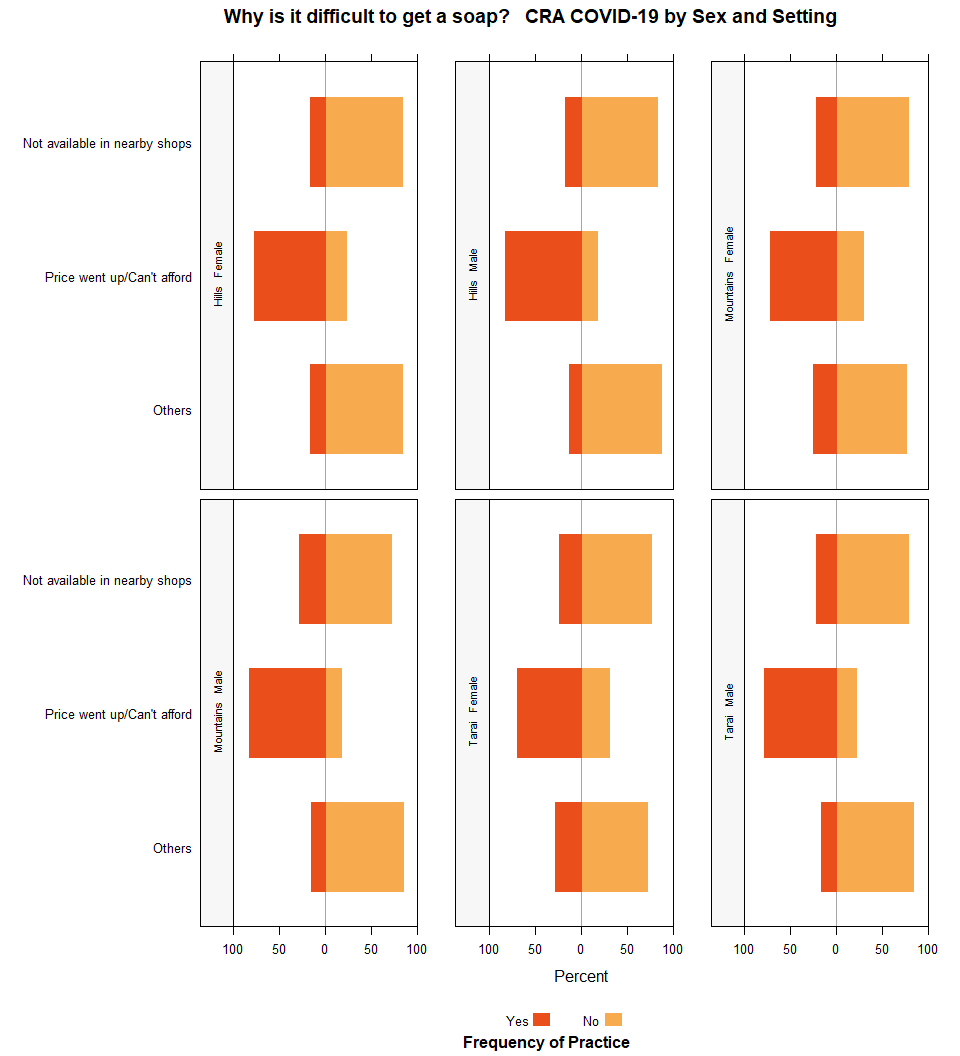 Why is it difficult to get a soap?   CRA COVID-19 by Sex and Setting
Not available in nearby shops
Price went up/Can't afford
Others
Hills   Female
Hills   Male
Mountains   Female
Not available in nearby shops
Price went up/Can't afford
Others
Mountains   Male
Tarai   Female
Tarai   Male
100 50 0 50 100 100 50 0 50 100 100 50 0 50 100
Percent
Yes No
Frequency of Practice